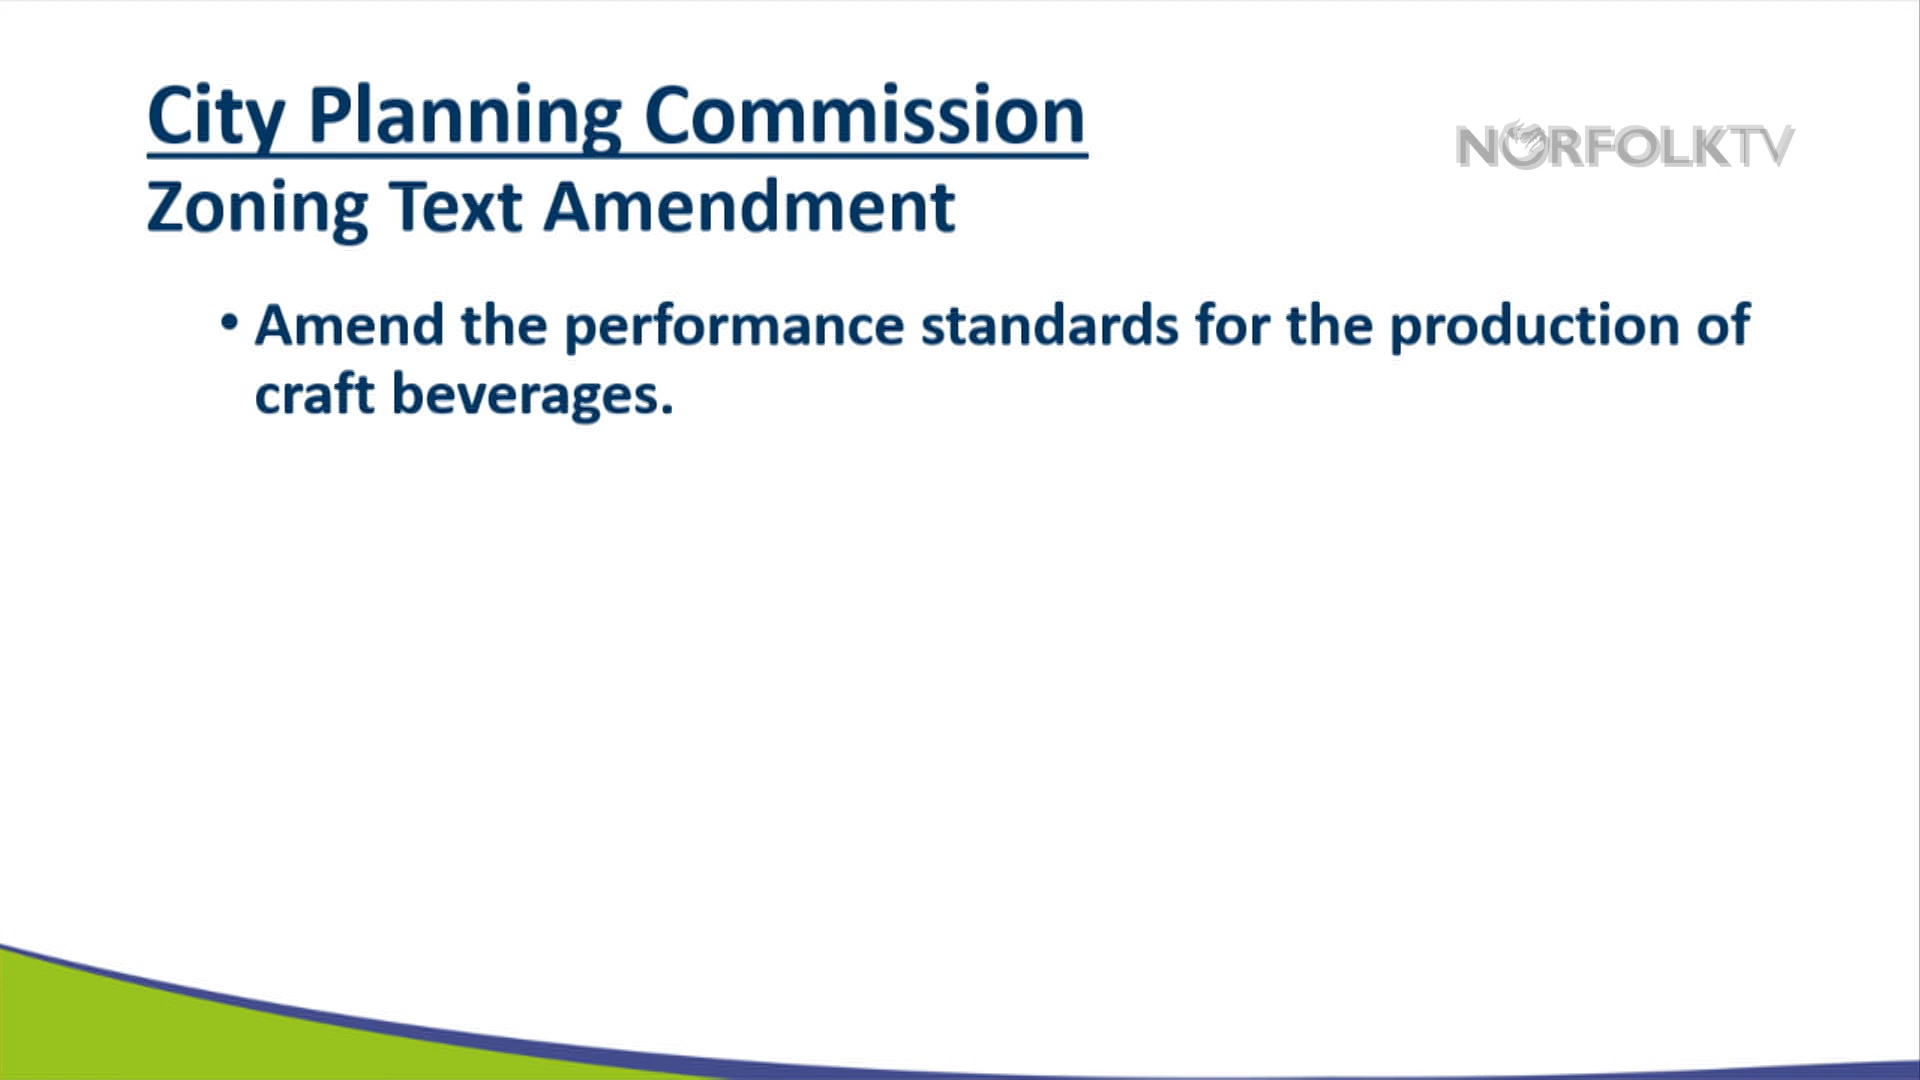 City Planning Commission
NORFOLKTV
Zoning Text Amendment
• Amend the performance standards for the production of
craft beverages.